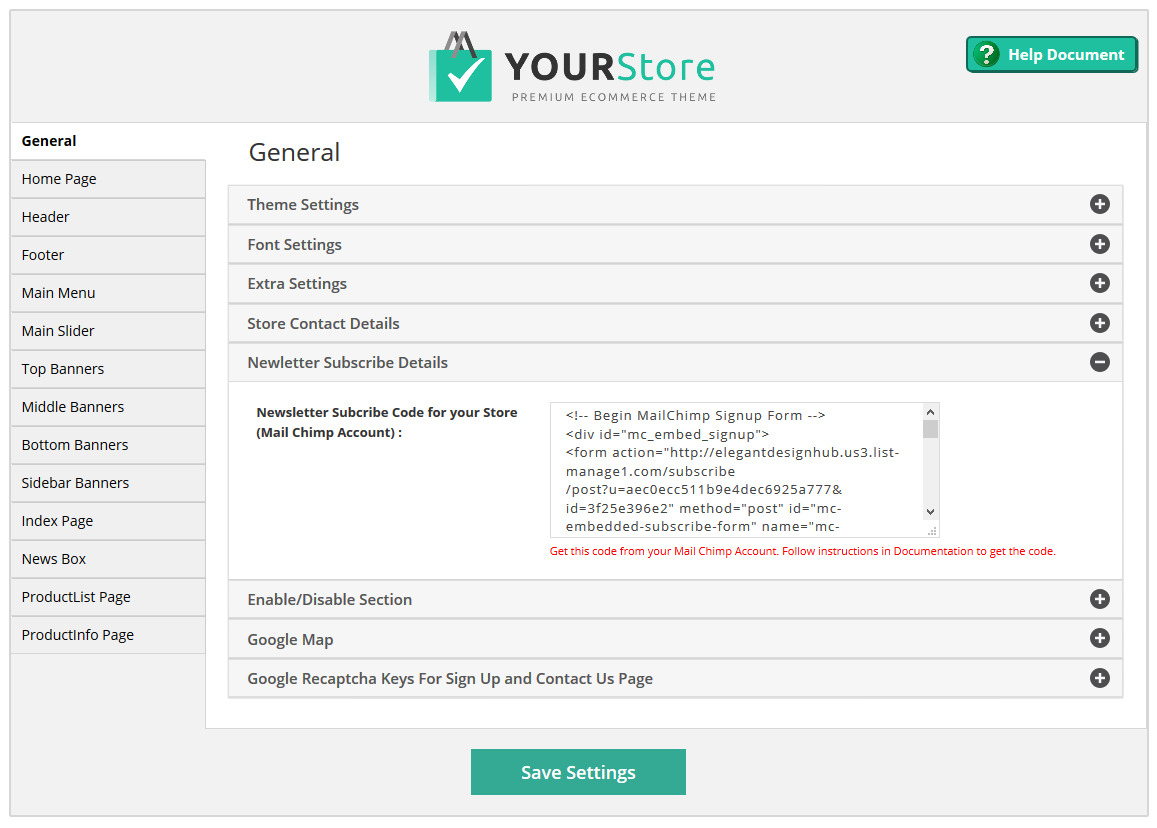 YOURStore
PREMIUM ECOMMERCE THEME
? Help Document
General
Home Page
Header
Footer
Main Menu
Main Slider
Top Banners
Middle Banners
Bottom Banners
Sidebar Banners
Index Page
News Box
ProductList Page
ProductInfo Page
General
Theme Settings
Font Settings
Extra Settings
Store Contact Details
Newletter Subscribe Details
Newsletter Subcribe Code for your Store
(Mail Chimp Account) :
<!-- Begin MailChimp Signup Form -->
<div id="mc_embed_signup">
<form action="http://elegantdesignhub.us3.list-
manage1.com/subscribe
/post?u=aec0ecc511b9e4dec6925a777&
id=3f25e396e2" method="post" id="mc-
embedded-subscribe-form" name="mc-
Get this code from your Mail Chimp Account. Follow instructions in Documentation to get the code.
Enable/Disable Section
Google Map
Google Recaptcha Keys For Sign Up and Contact Us Page
Save Settings